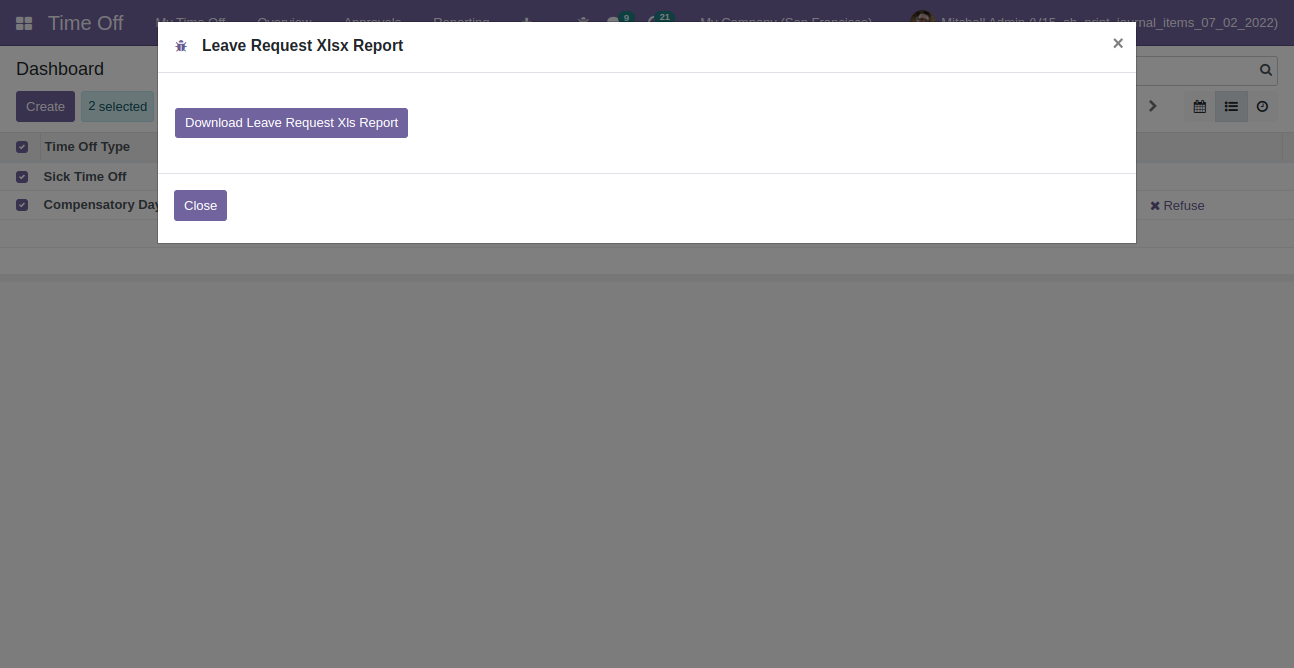 Time Off My Time Off Overview Approvals Reporting 9 21 My Company (San Francisco) Mitchell Admin (V15_sh_print_journal_items_07_02_2022)
Leave Request Xlsx Report ×
Dashboard
Create 2 selected
Download Leave Request Xls Report
Time Off Type
Sick Time Off
Compensatory Day
Refuse
Close